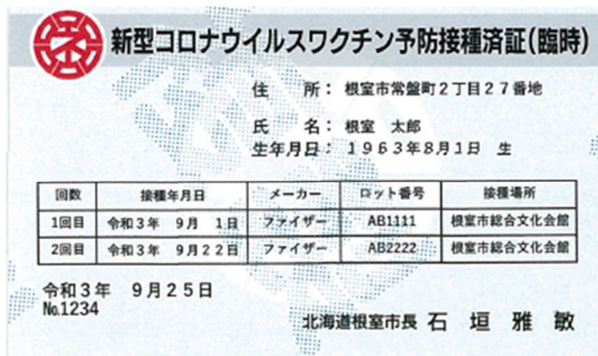 ネ
新型コロナウイルスワクチン予防接種済証(臨時)
住　所：根室市常盤町2丁目27番地
氏　名：根室　太郎
生年月日：1963年8月1日　生
回数　接種年月日　メーカー　ロット番号　接種場所
1回目　令和3年　9月　1日　ファイザー　AB1111　根室市総合文化会館
2回目　令和3年　9月22日　ファイザー　AB2222　根室市総合文化会館
令和3年　9月25日
№1234
北海道根室市長　石垣雅敏